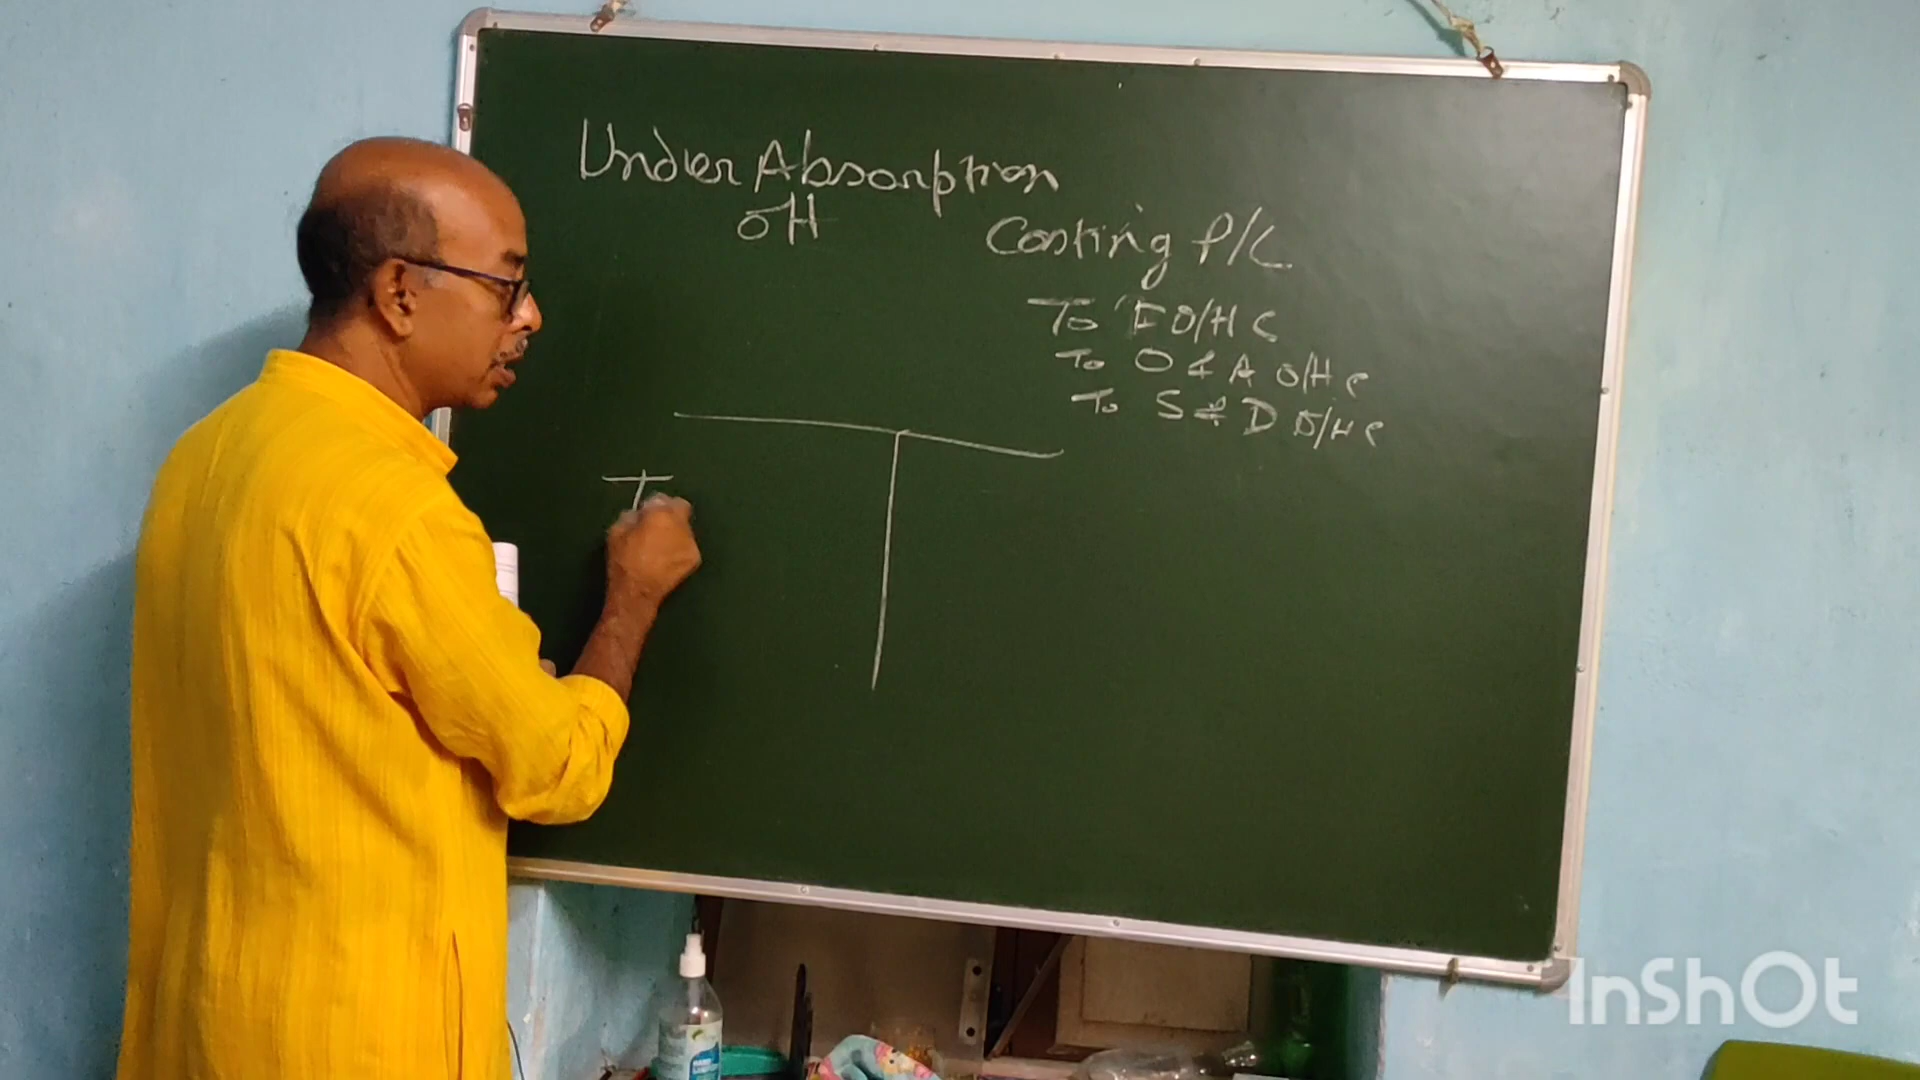 Under Absorption
OH
Costing P/L
To F O/H C
To O & A O/H C
To S & D O/H C
T
InShOt